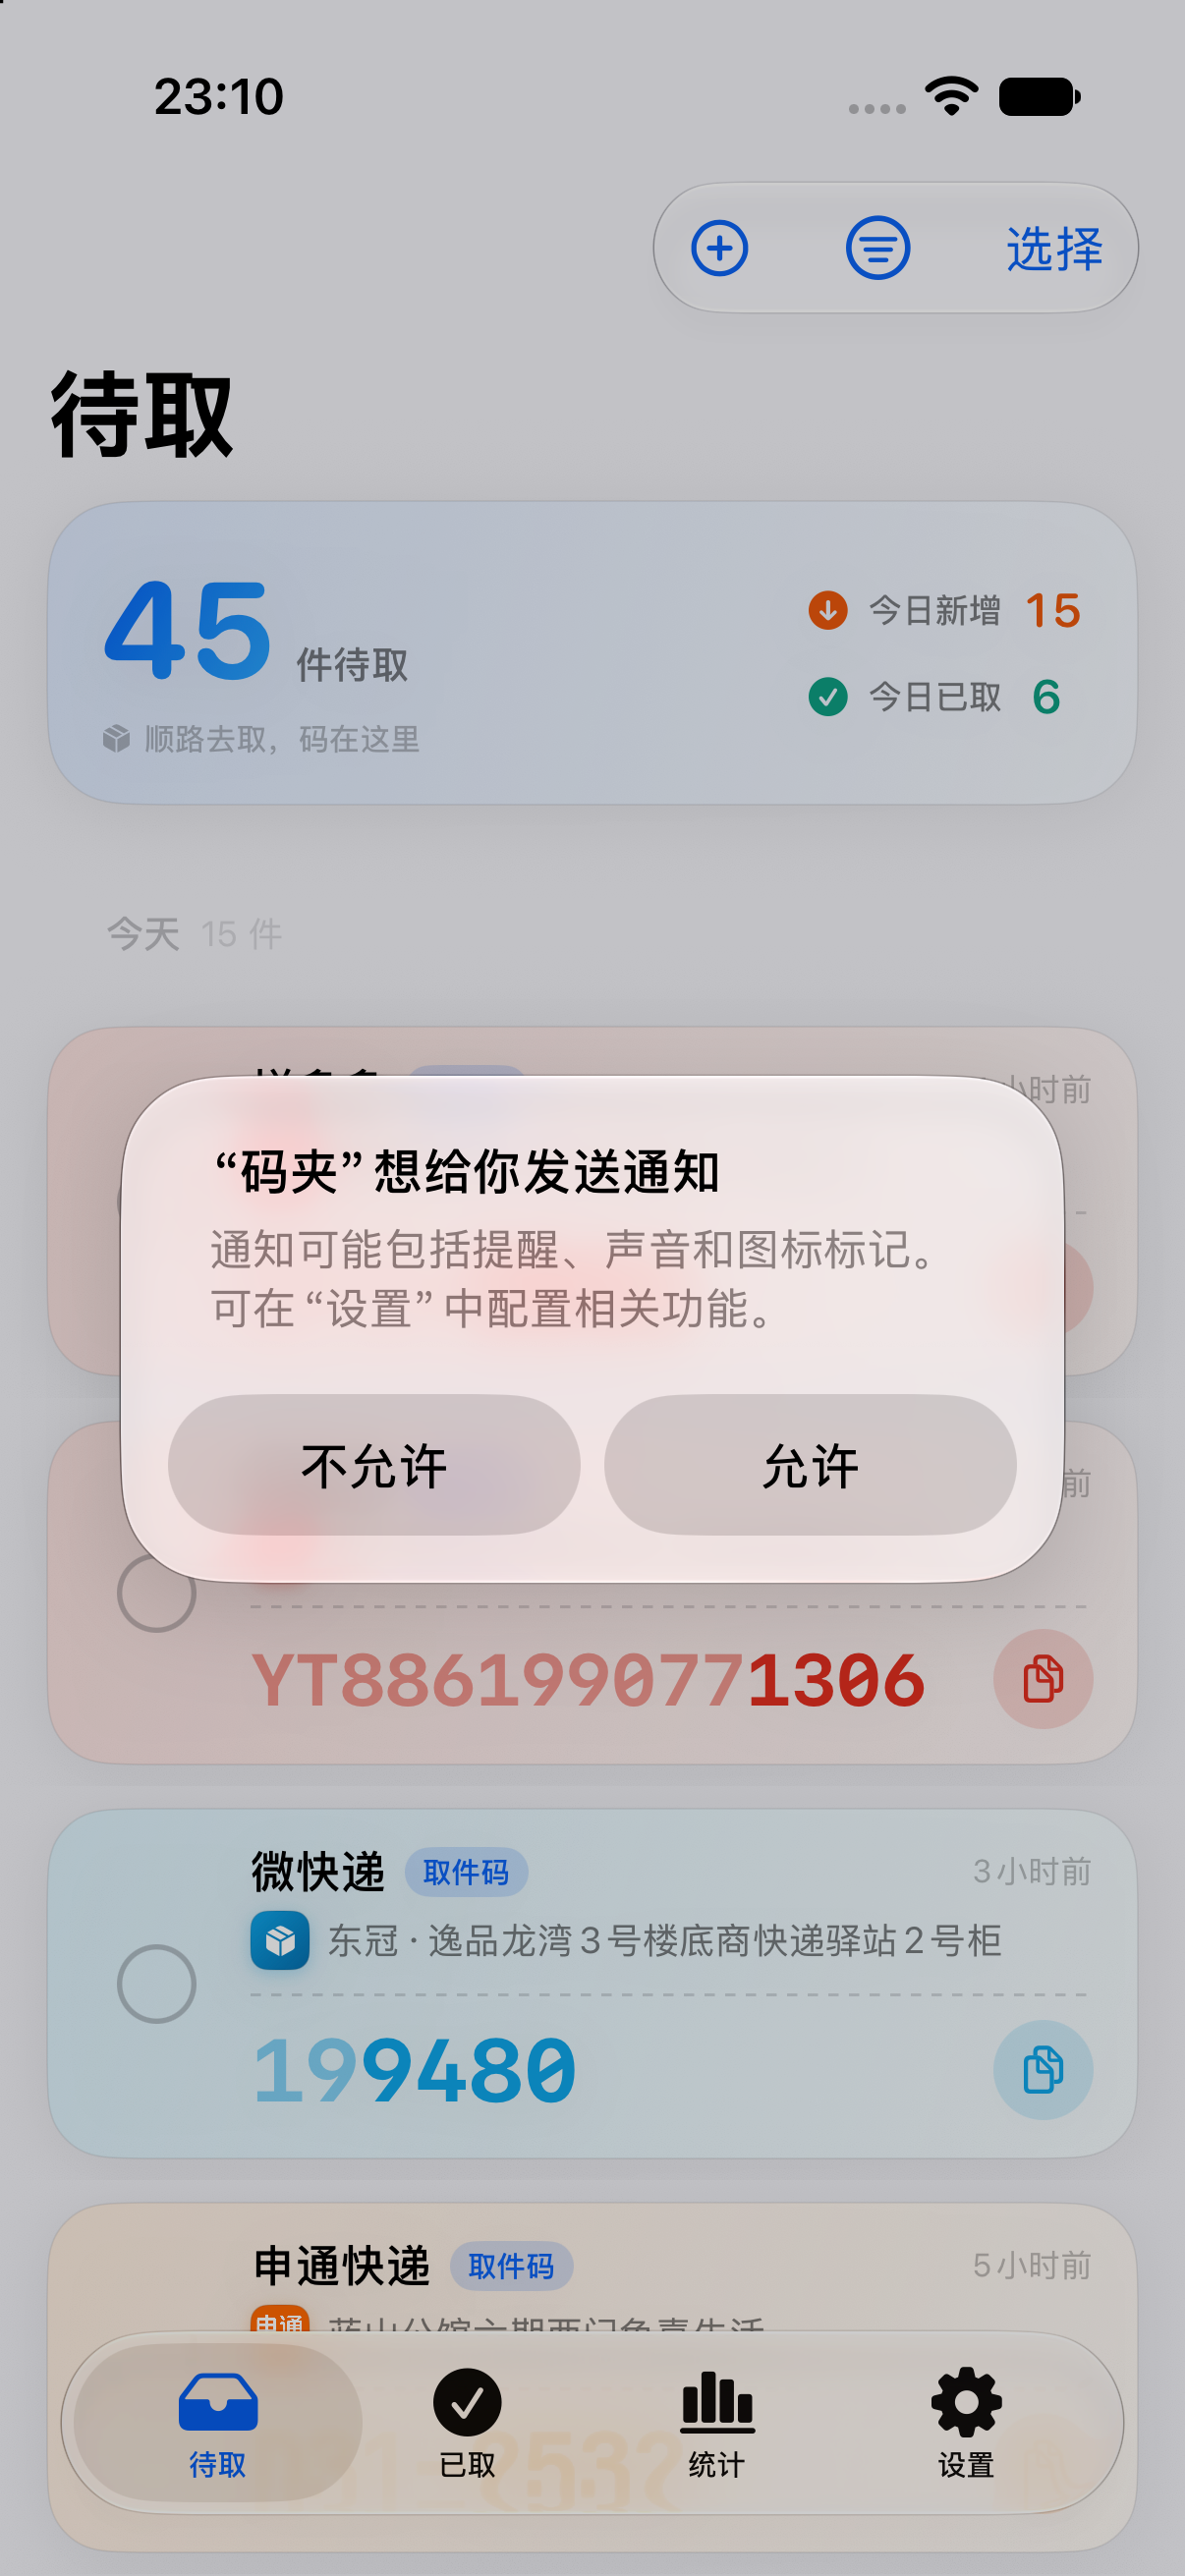 23:10
选择
待取
45 件待取
今日新增 15
今日已取 6
顺路去取，码在这里
今天 15 件
小时前
“码夹”想给你发送通知
通知可能包括提醒、声音和图标标记。
可在“设置”中配置相关功能。
不允许
允许
前
YT8861990771306
微快递 取件码 3小时前
东冠 · 逸品龙湾3号楼底商快递驿站2号柜
199480
申通快递 取件码 5小时前
申通
待取
已取
统计
设置